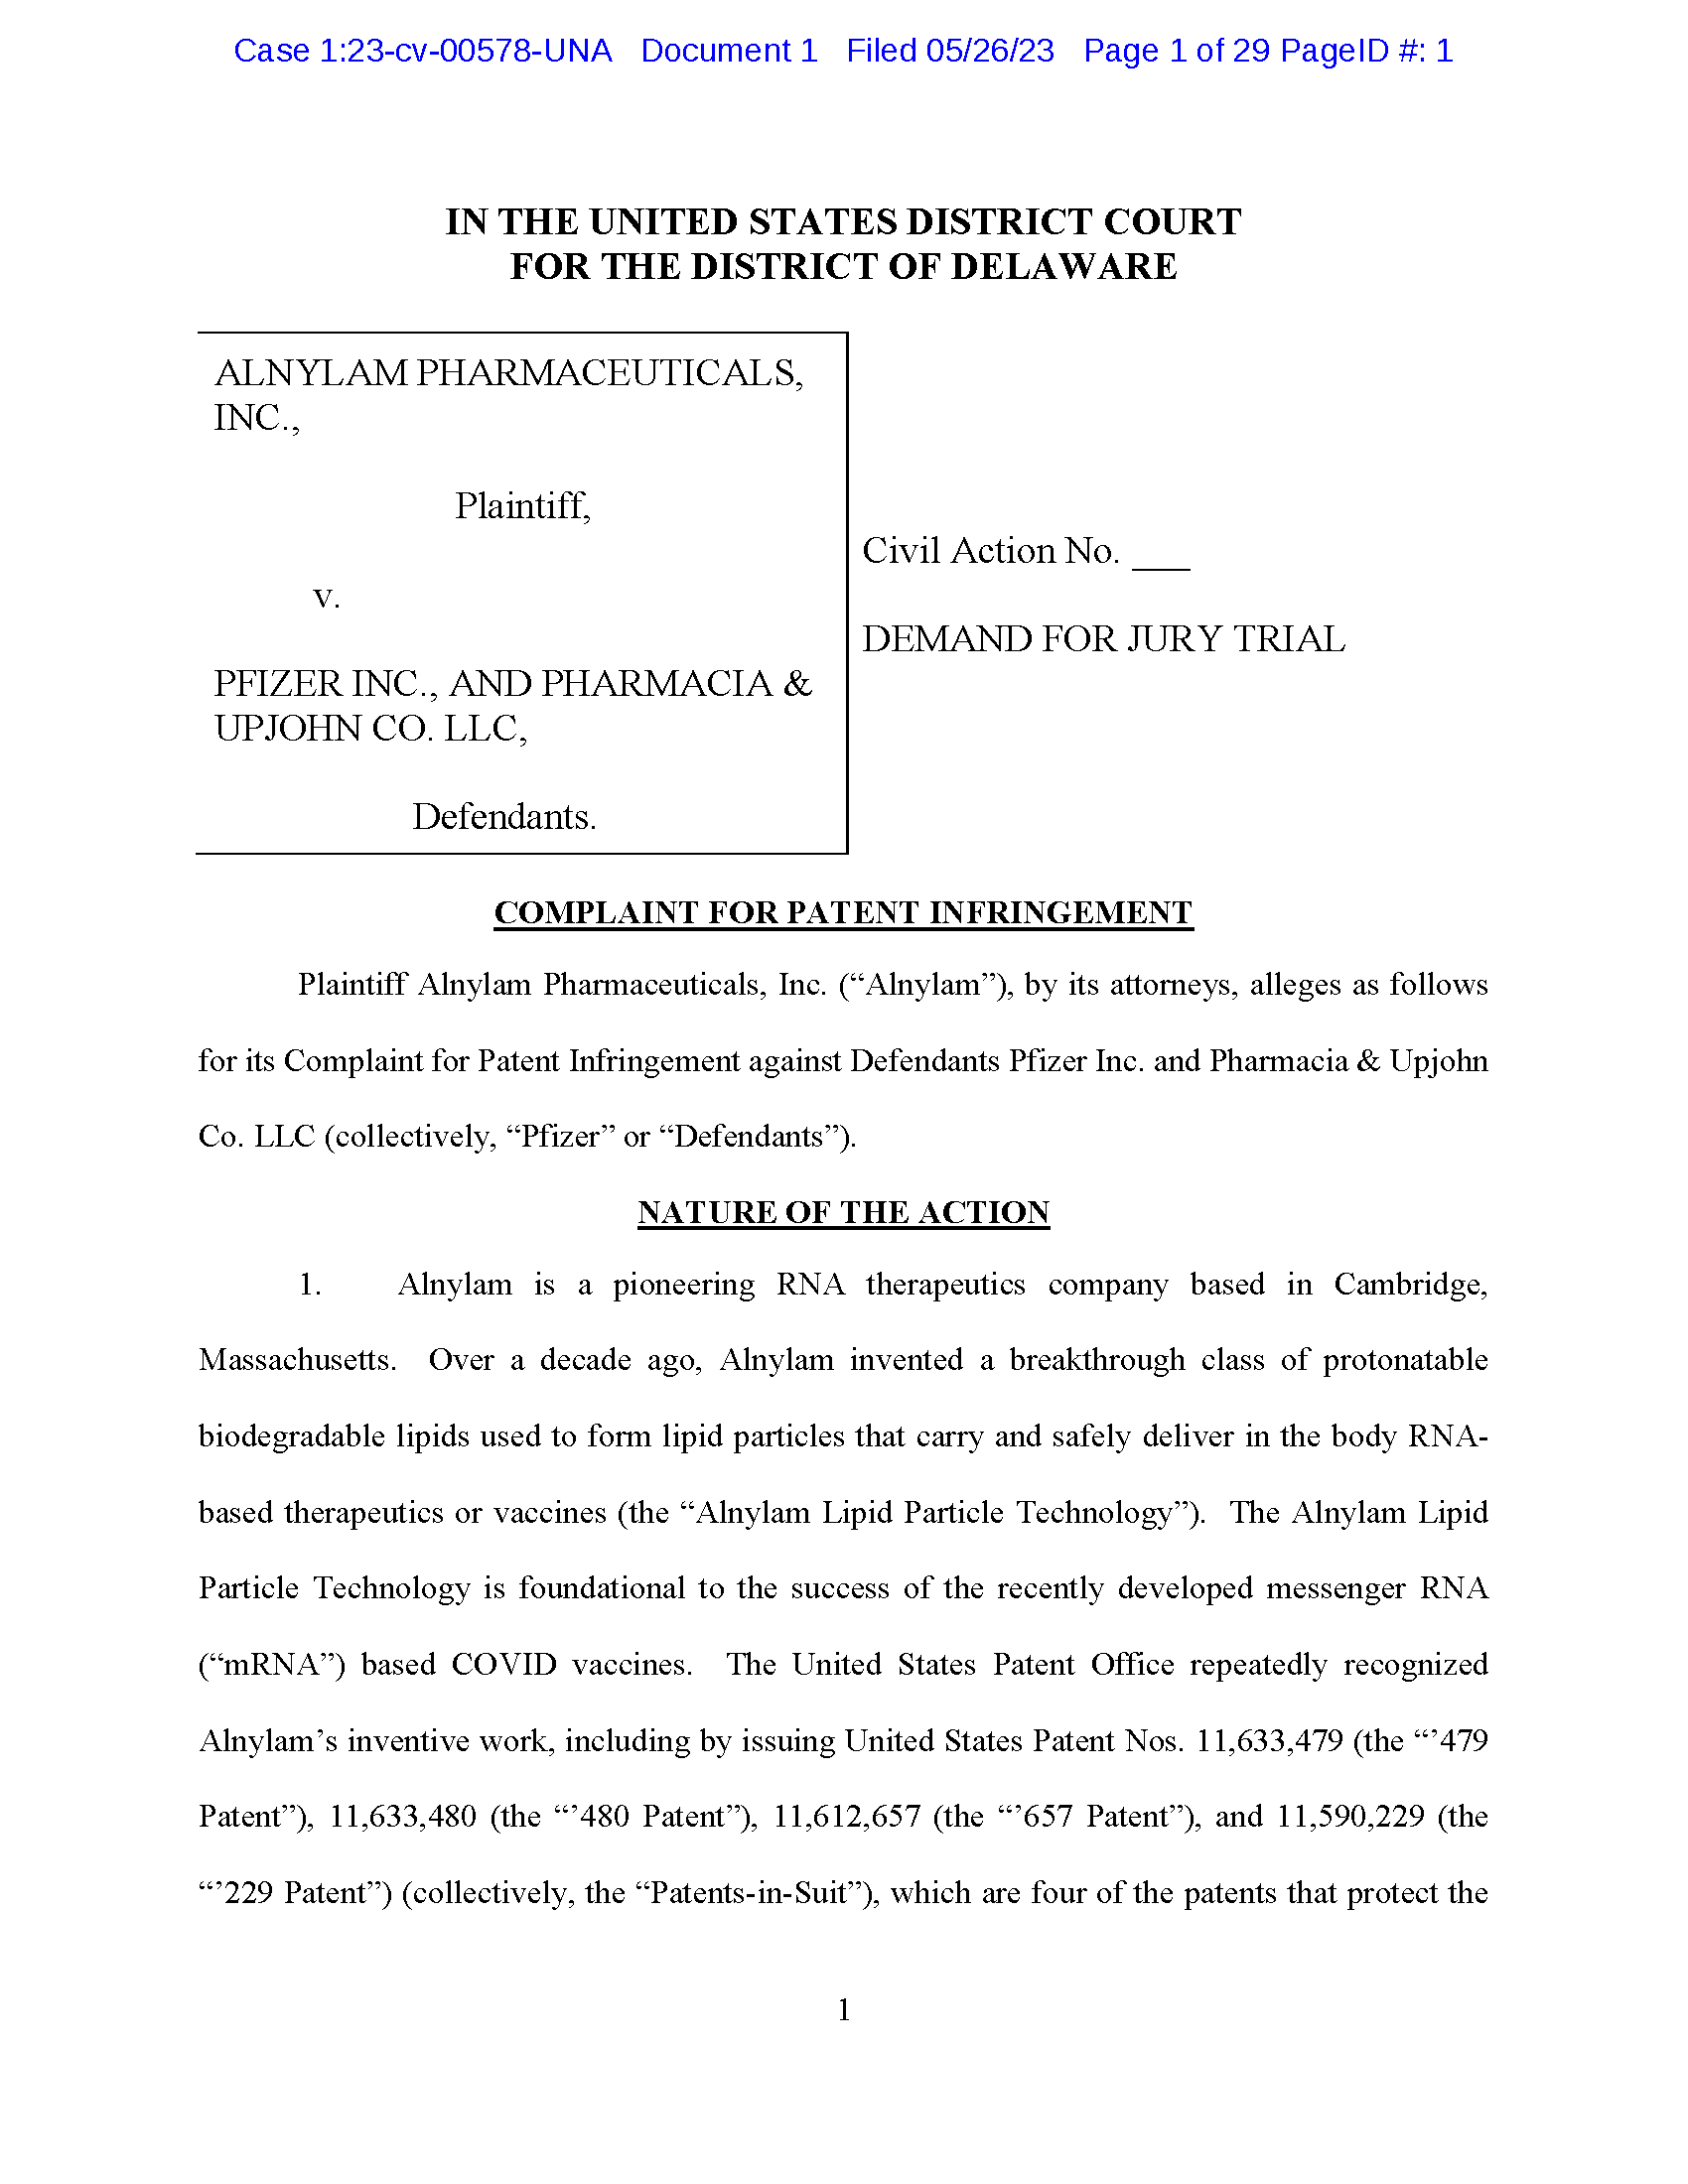 Case 1:23-cv-00578-UNA Document 1 Filed 05/26/23 Page 1 of 29 PageID #: 1
IN THE UNITED STATES DISTRICT COURT
FOR THE DISTRICT OF DELAWARE
ALNYLAM PHARMACEUTICALS,
INC.,
Plaintiff,
v.
PFIZER INC., AND PHARMACIA &
UPJOHN CO. LLC,
Defendants.
Civil Action No. ___
DEMAND FOR JURY TRIAL
COMPLAINT FOR PATENT INFRINGEMENT
Plaintiff Alnylam Pharmaceuticals, Inc. (“Alnylam”), by its attorneys, alleges as follows
for its Complaint for Patent Infringement against Defendants Pfizer Inc. and Pharmacia & Upjohn
Co. LLC (collectively, “Pfizer” or “Defendants”).
NATURE OF THE ACTION
1. Alnylam is a pioneering RNA therapeutics company based in Cambridge,
Massachusetts. Over a decade ago, Alnylam invented a breakthrough class of protonatable
biodegradable lipids used to form lipid particles that carry and safely deliver in the body RNA-
based therapeutics or vaccines (the “Alnylam Lipid Particle Technology”). The Alnylam Lipid
Particle Technology is foundational to the success of the recently developed messenger RNA
(“mRNA”) based COVID vaccines. The United States Patent Office repeatedly recognized
Alnylam’s inventive work, including by issuing United States Patent Nos. 11,633,479 (the “’479
Patent”), 11,633,480 (the “’480 Patent”), 11,612,657 (the “’657 Patent”), and 11,590,229 (the
“’229 Patent”) (collectively, the “Patents-in-Suit”), which are four of the patents that protect the
1